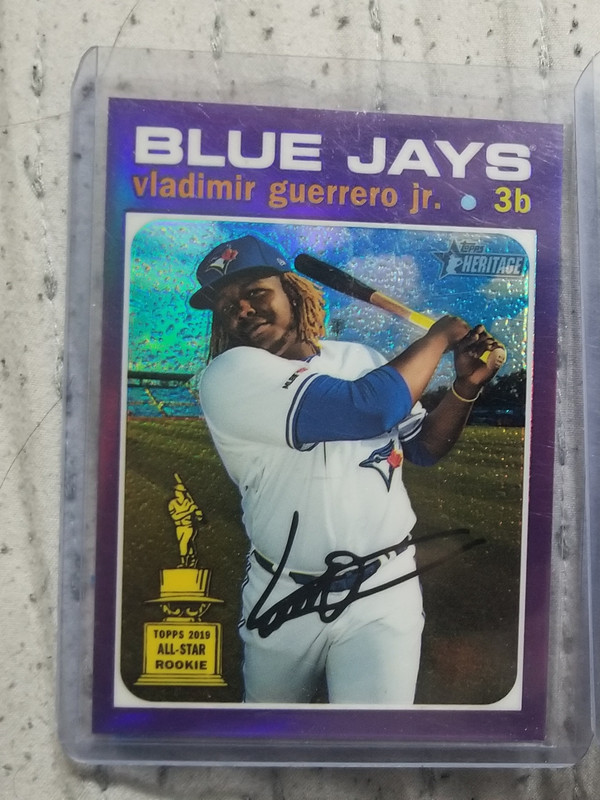 BLUE JAYS
vladimir guerrero jr. 3b
Topps
HERITAGE
TOPPS 2019
ALL-STAR
ROOKIE